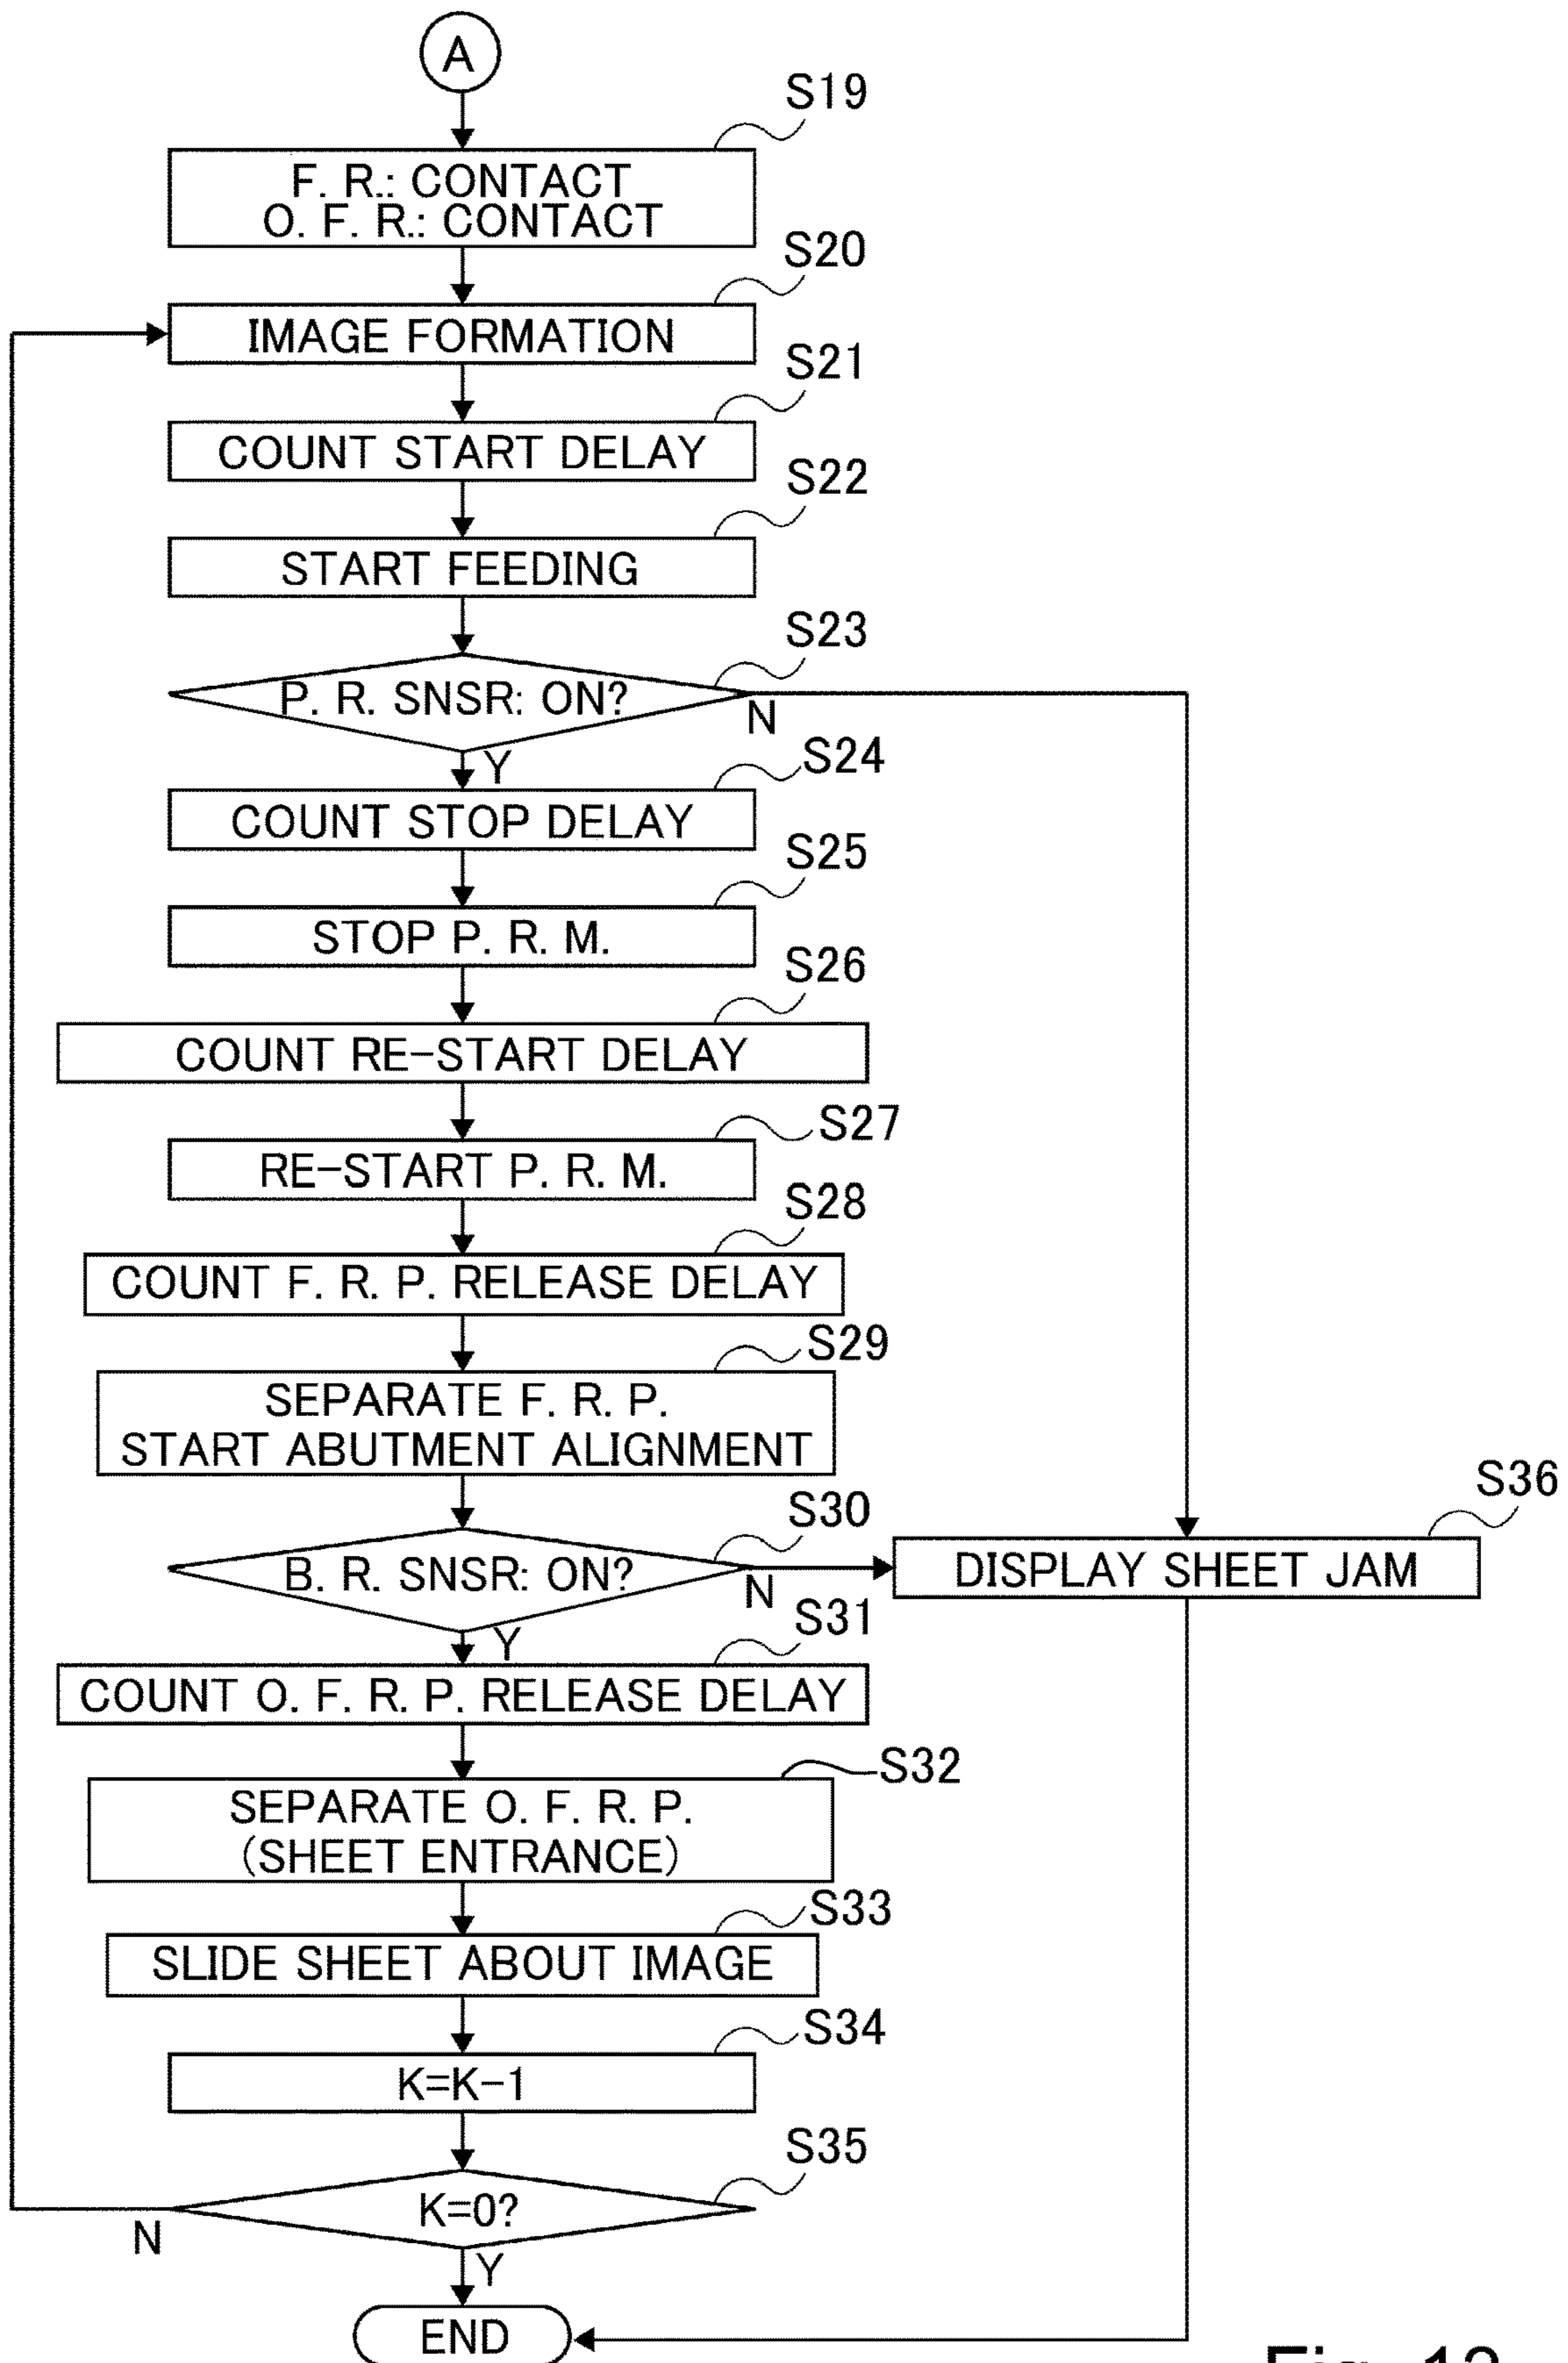 A
S19
F. R.: CONTACT
O. F. R.: CONTACT
S20
IMAGE FORMATION
S21
COUNT START DELAY
S22
START FEEDING
S23
P. R. SNSR: ON?
N
Y
S24
COUNT STOP DELAY
S25
STOP P. R. M.
S26
COUNT RE-START DELAY
S27
RE-START P. R. M.
S28
COUNT F. R. P. RELEASE DELAY
S29
SEPARATE F. R. P.
START ABUTMENT ALIGNMENT
S30
B. R. SNSR: ON?
N
Y
S36
DISPLAY SHEET JAM
S31
COUNT O. F. R. P. RELEASE DELAY
S32
SEPARATE O. F. R. P.
(SHEET ENTRANCE)
S33
SLIDE SHEET ABOUT IMAGE
S34
K=K-1
S35
K=0?
N
Y
END